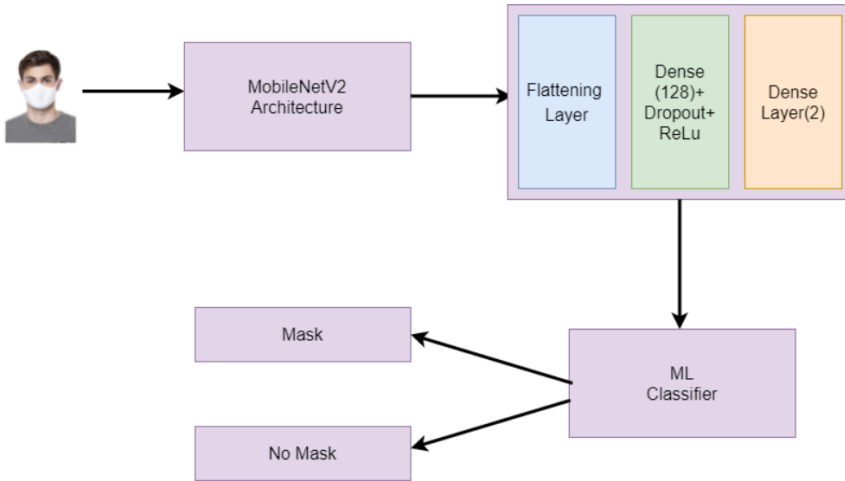 MobileNetV2
Architecture
Flattening
Layer
Dense
(128)+
Dropout+
ReLu
Dense
Layer(2)
Mask
ML
Classifier
No Mask